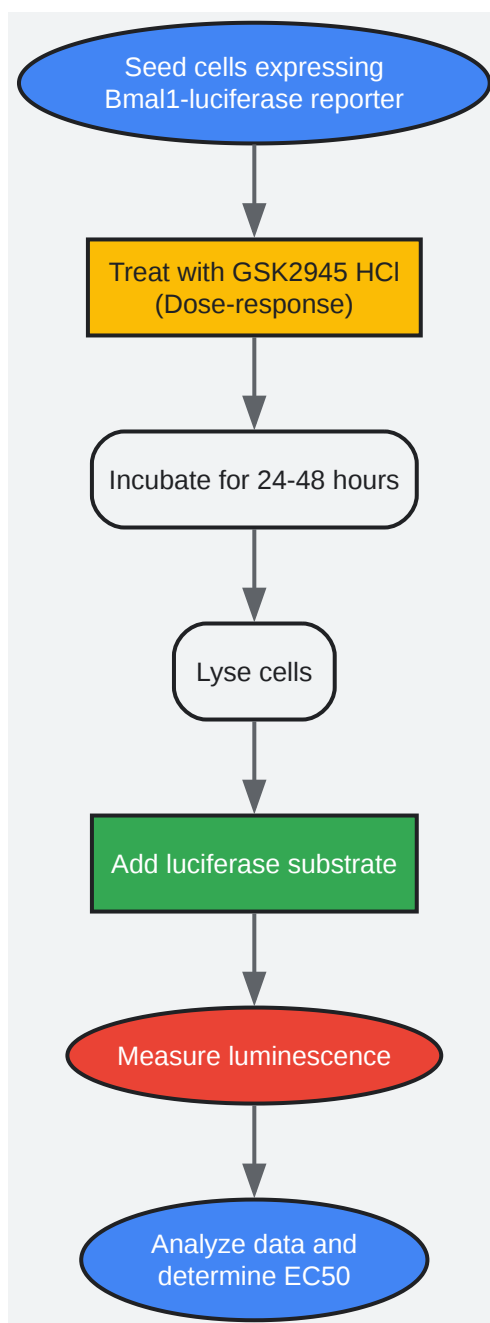 Seed cells expressing
Bmal1-luciferase reporter
Treat with GSK2945 HCl
(Dose-response)
Incubate for 24-48 hours
Lyse cells
Add luciferase substrate
Measure luminescence
Analyze data and
determine EC50